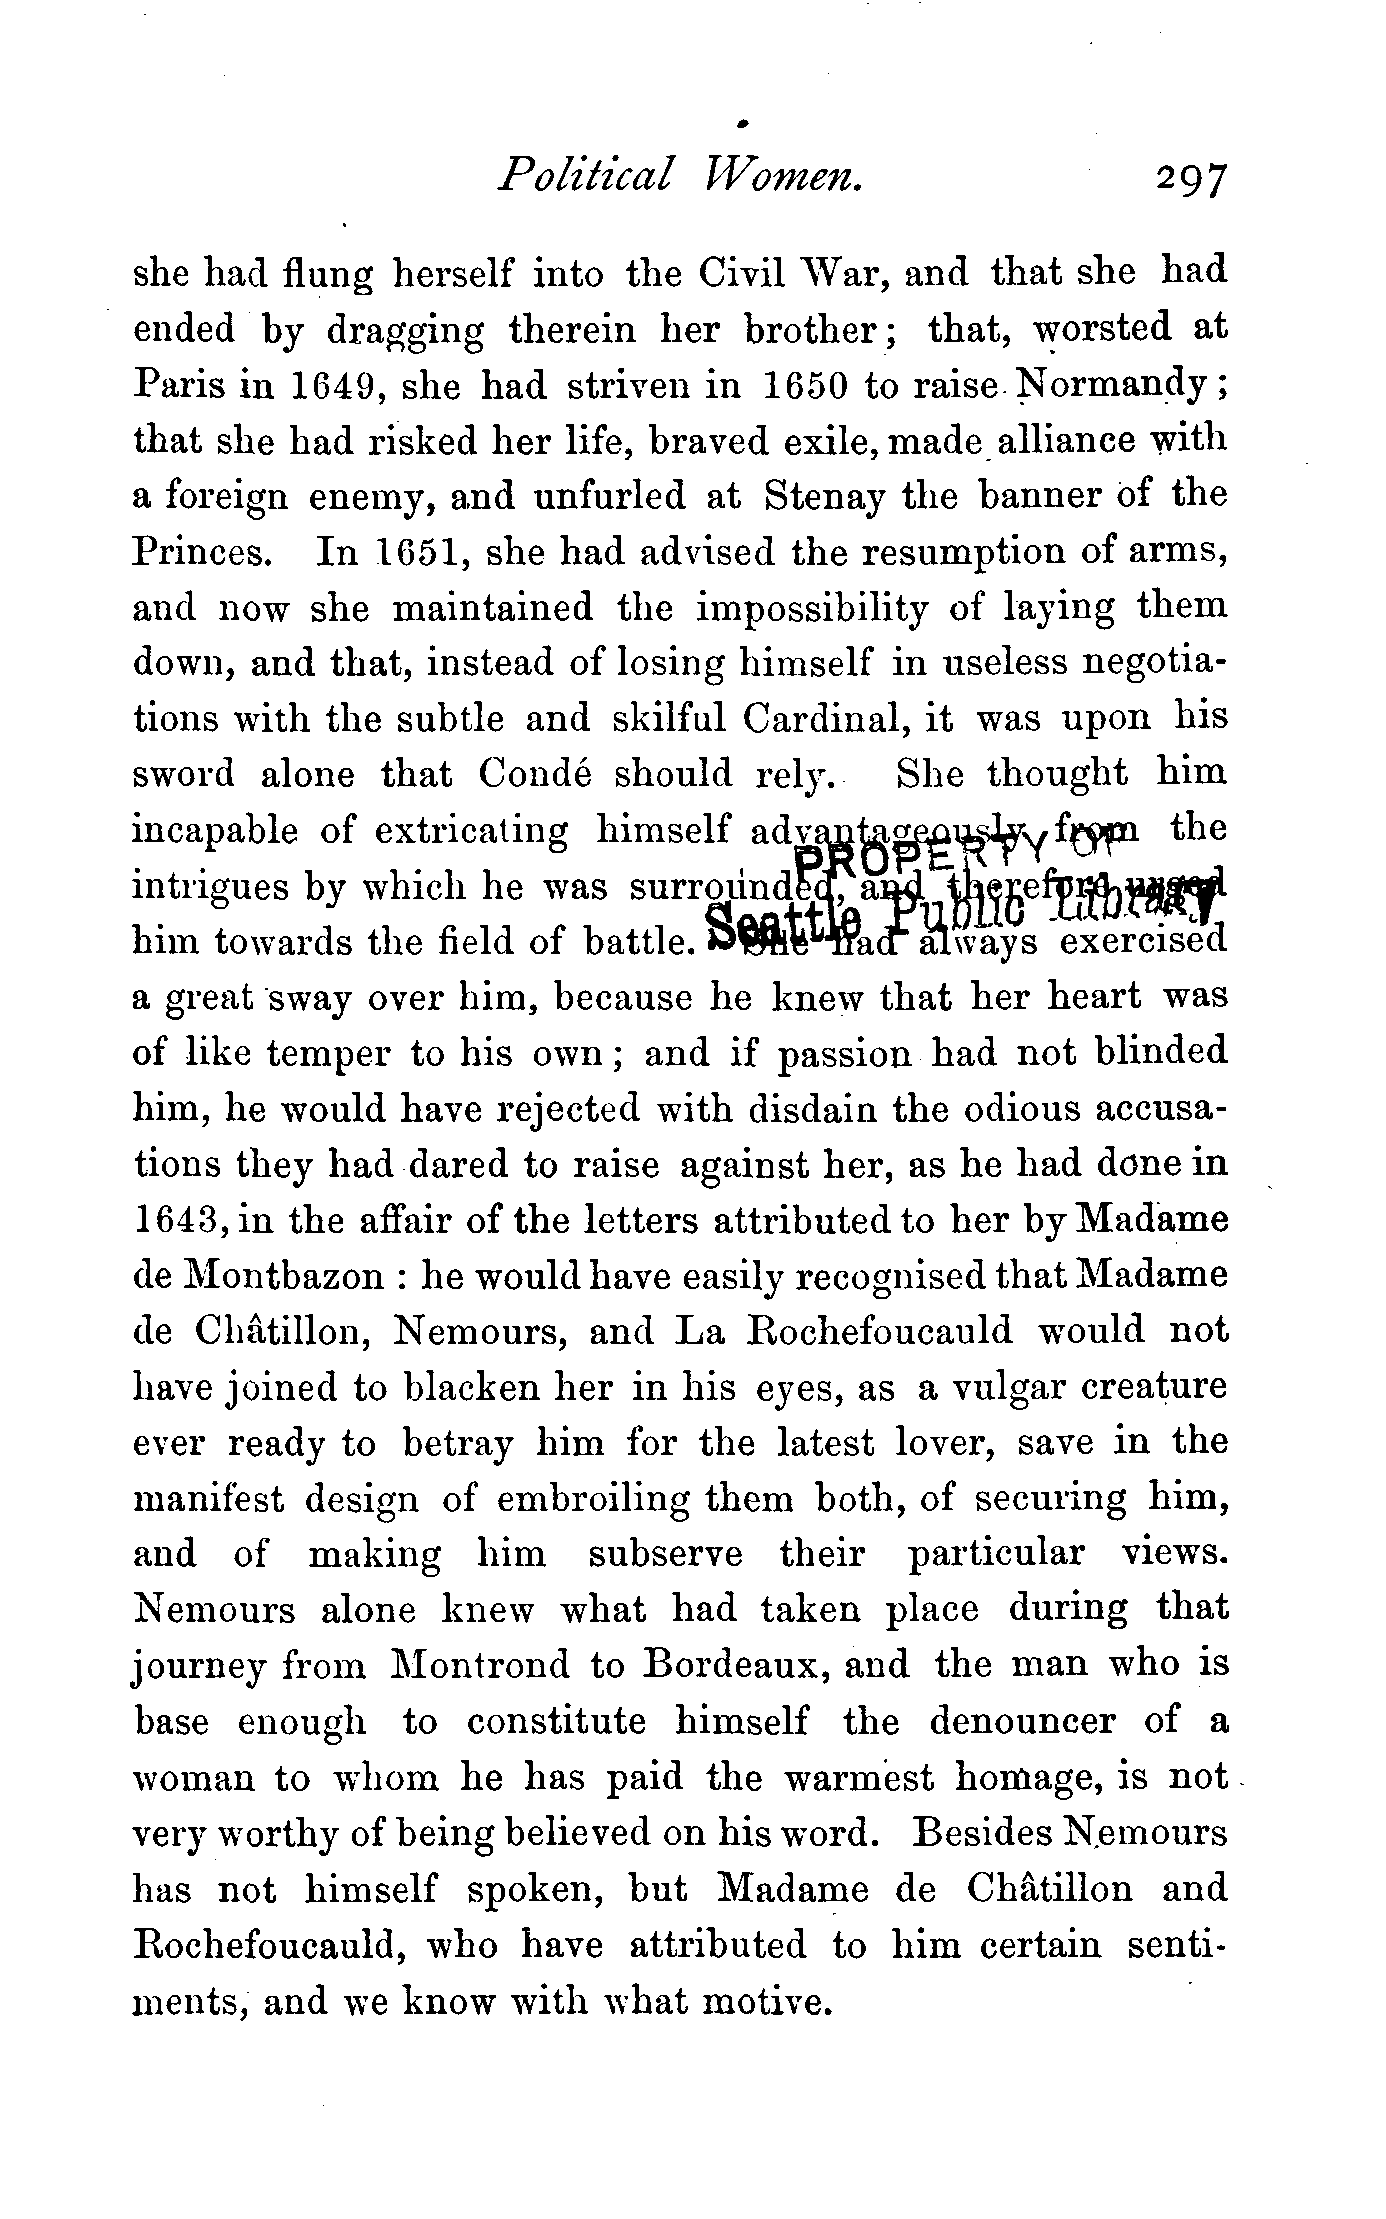 Political Women. 297
she had flung herself into the Civil War, and that she had
ended by dragging therein her brother; that, worsted at
Paris in 1649, she had striven in 1650 to raise Normandy;
that she had risked her life, braved exile, made alliance with
a foreign enemy, and unfurled at Stenay the banner of the
Princes. In 1651, she had advised the resumption of arms,
and now she maintained the impossibility of laying them
down, and that, instead of losing himself in useless negotia-
tions with the subtle and skilful Cardinal, it was upon his
sword alone that Condé should rely. She thought him
incapable of extricating himself advantageously from the
PROPERTY OF
intrigues by which he was surrounded, and therefore urged
Seattle Public Library
him towards the field of battle. She had always exercised
a great sway over him, because he knew that her heart was
of like temper to his own; and if passion had not blinded
him, he would have rejected with disdain the odious accusa-
tions they had dared to raise against her, as he had done in
1643, in the affair of the letters attributed to her by Madame
de Montbazon : he would have easily recognised that Madame
de Châtillon, Nemours, and La Rochefoucauld would not
have joined to blacken her in his eyes, as a vulgar creature
ever ready to betray him for the latest lover, save in the
manifest design of embroiling them both, of securing him,
and of making him subserve their particular views.
Nemours alone knew what had taken place during that
journey from Montrond to Bordeaux, and the man who is
base enough to constitute himself the denouncer of a
woman to whom he has paid the warmest homage, is not
very worthy of being believed on his word. Besides Nemours
has not himself spoken, but Madame de Châtillon and
Rochefoucauld, who have attributed to him certain senti-
ments, and we know with what motive.